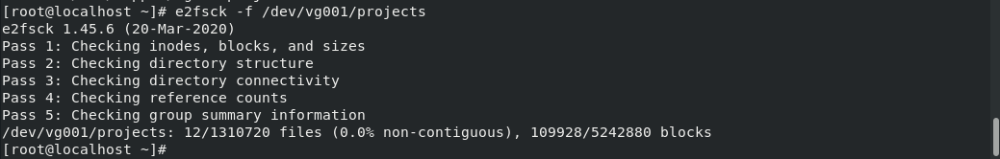 [root@localhost ~]# e2fsck -f /dev/vg001/projects
e2fsck 1.45.6 (20-Mar-2020)
Pass 1: Checking inodes, blocks, and sizes
Pass 2: Checking directory structure
Pass 3: Checking directory connectivity
Pass 4: Checking reference counts
Pass 5: Checking group summary information
/dev/vg001/projects: 12/1310720 files (0.0% non-contiguous), 109928/5242880 blocks
[root@localhost ~]#